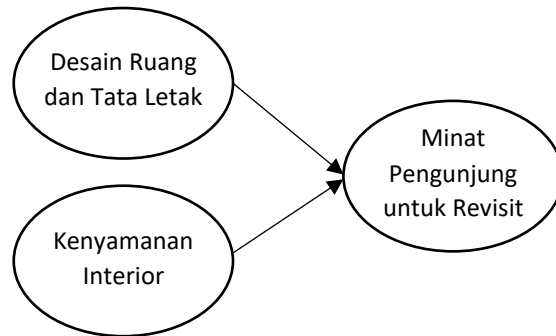 Desain Ruang
dan Tata Letak
Minat
Pengunjung
untuk Revisit
Kenyamanan
Interior